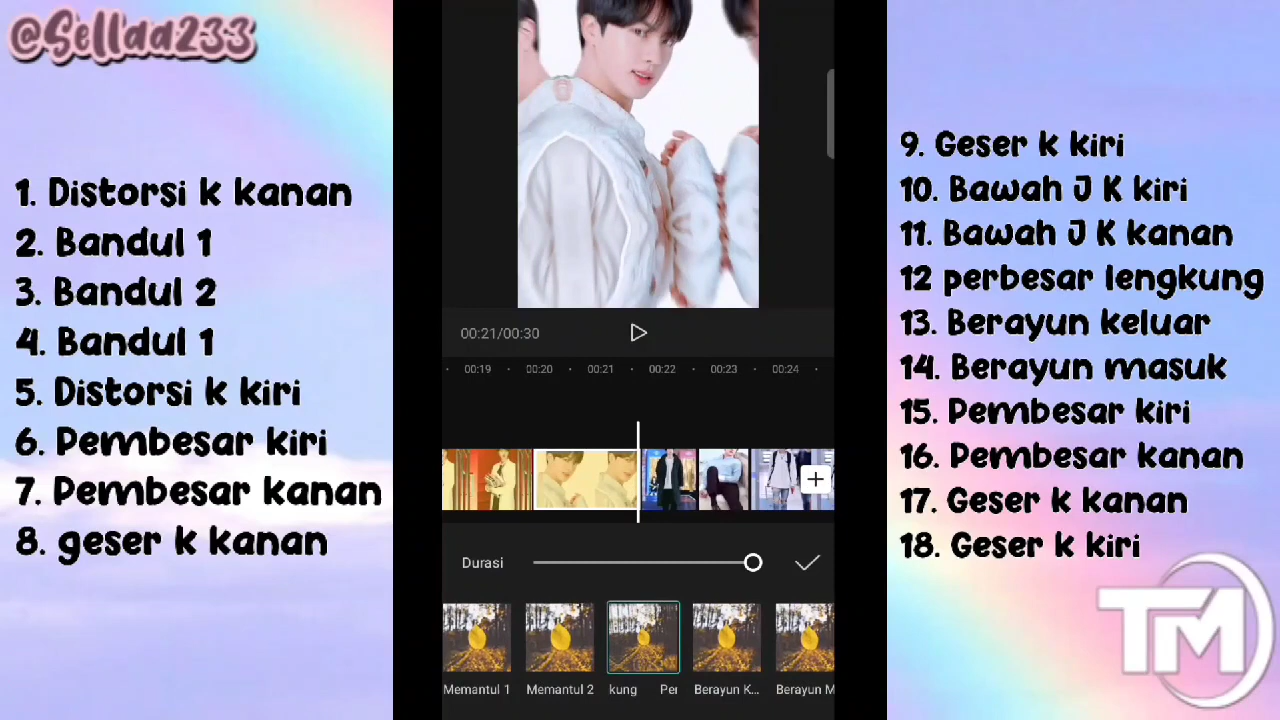 @Sellaa233
1. Distorsi k kanan
2. Bandul 1
3. Bandul 2
4. Bandul 1
5. Distorsi k kiri
6. Pembesar kiri
7. Pembesar kanan
8. geser k kanan
00:21/00:30
00:19
00:20
00:21
00:22
00:23
00:24
Durasi
Memantul 1
Memantul 2
kung Per
Berayun K...
Berayun M
9. Geser k kiri
10. Bawah J K kiri
11. Bawah J K kanan
12 perbesar lengkung
13. Berayun keluar
14. Berayun masuk
15. Pembesar kiri
16. Pembesar kanan
17. Geser k kanan
18. Geser k kiri
TM